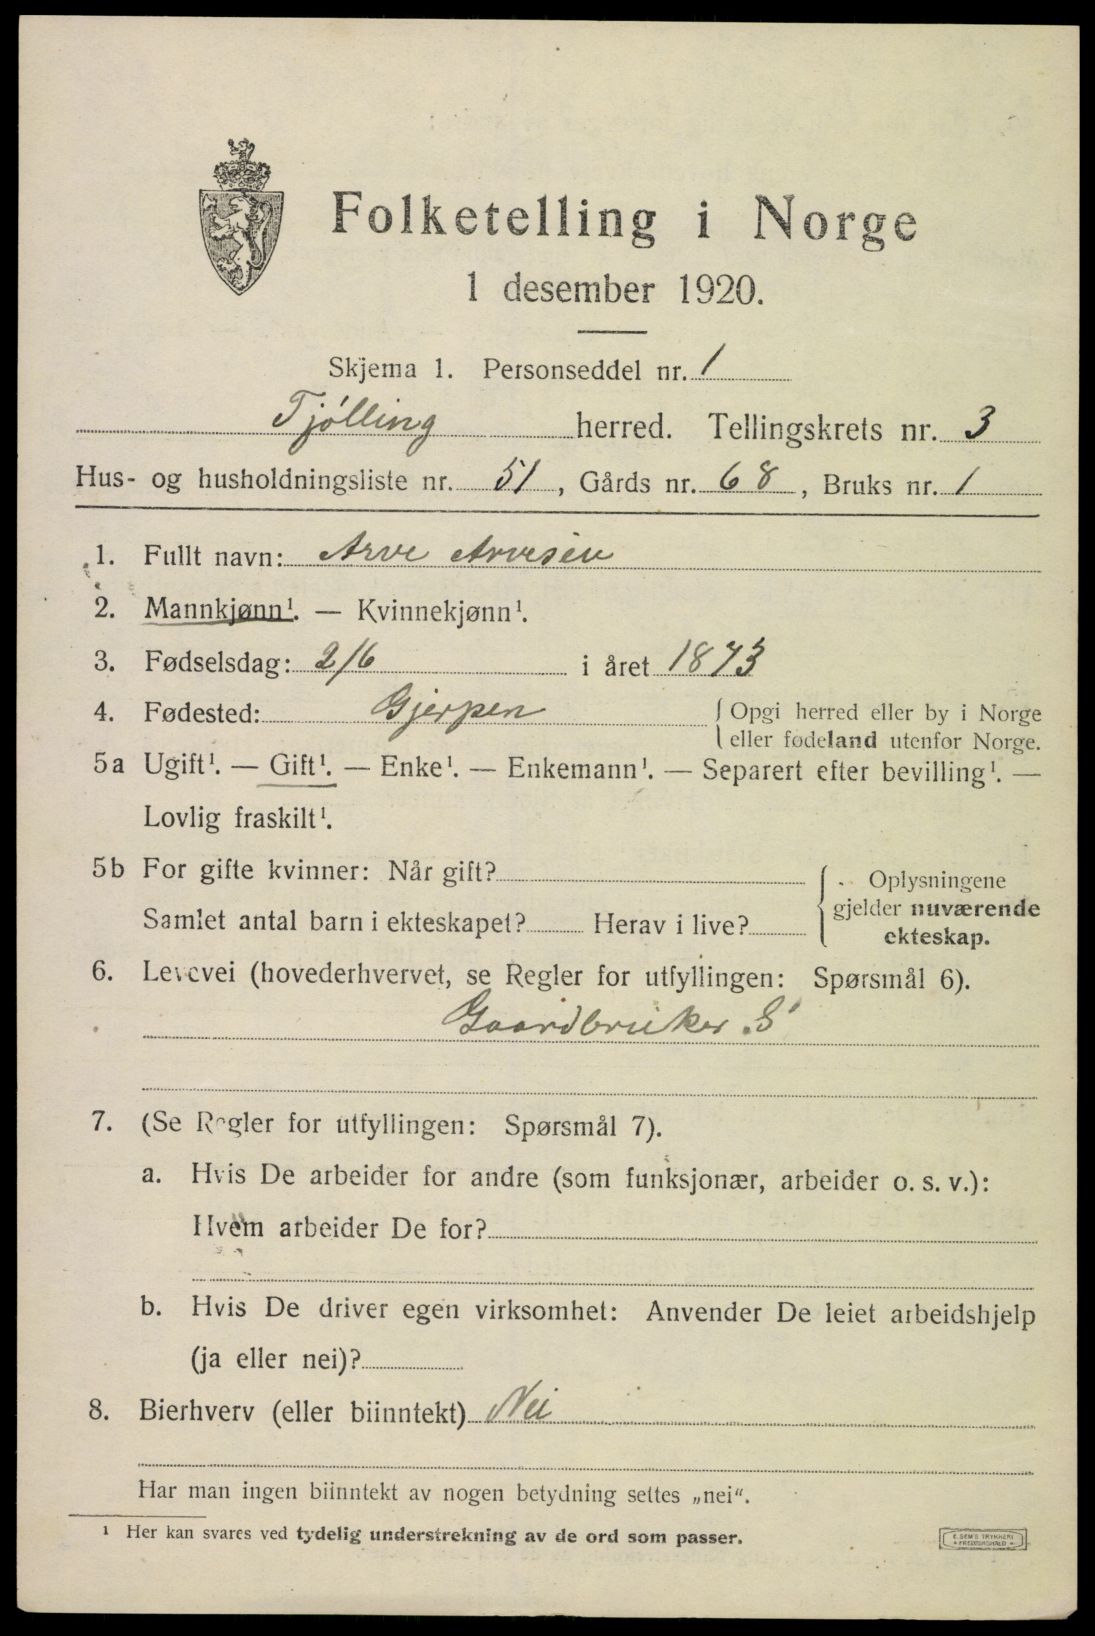 Folketelling i Norge
1 desember 1920.
Skjema 1. Personseddel nr. 1
Tjølling herred. Tellingskrets nr. 3
Hus- og husholdningsliste nr. 51, Gårds nr. 68, Bruks nr. 1
1. Fullt navn: Arve Arvesen
2. Mannkjønn¹. — Kvinnekjønn¹.
3. Fødselsdag: 2/6 i året 1873
4. Fødested: Gjerpen { Opgi herred eller by i Norge
eller fødeland utenfor Norge.
5a Ugift¹. — Gift¹. — Enke¹. — Enkemann¹. — Separert efter bevilling¹. —
Lovlig fraskilt¹.
5b For gifte kvinner: Når gift?
Samlet antal barn i ekteskapet? Herav i live?
{ Oplysningene
gjelder nuværende
ekteskap.
6. Levevei (hovederhvervet, se Regler for utfyllingen: Spørsmål 6).
Gaardbruker S
7. (Se Regler for utfyllingen: Spørsmål 7).
a. Hvis De arbeider for andre (som funksjonær, arbeider o. s. v.):
Hvem arbeider De for?
b. Hvis De driver egen virksomhet: Anvender De leiet arbeidshjelp
(ja eller nei)?
8. Bierhverv (eller biinntekt) Nei
Har man ingen biinntekt av nogen betydning settes „nei“.
¹ Her kan svares ved tydelig understrekning av de ord som passer.
E. SEM'S TRYKKERI
FREDRIKSHALD